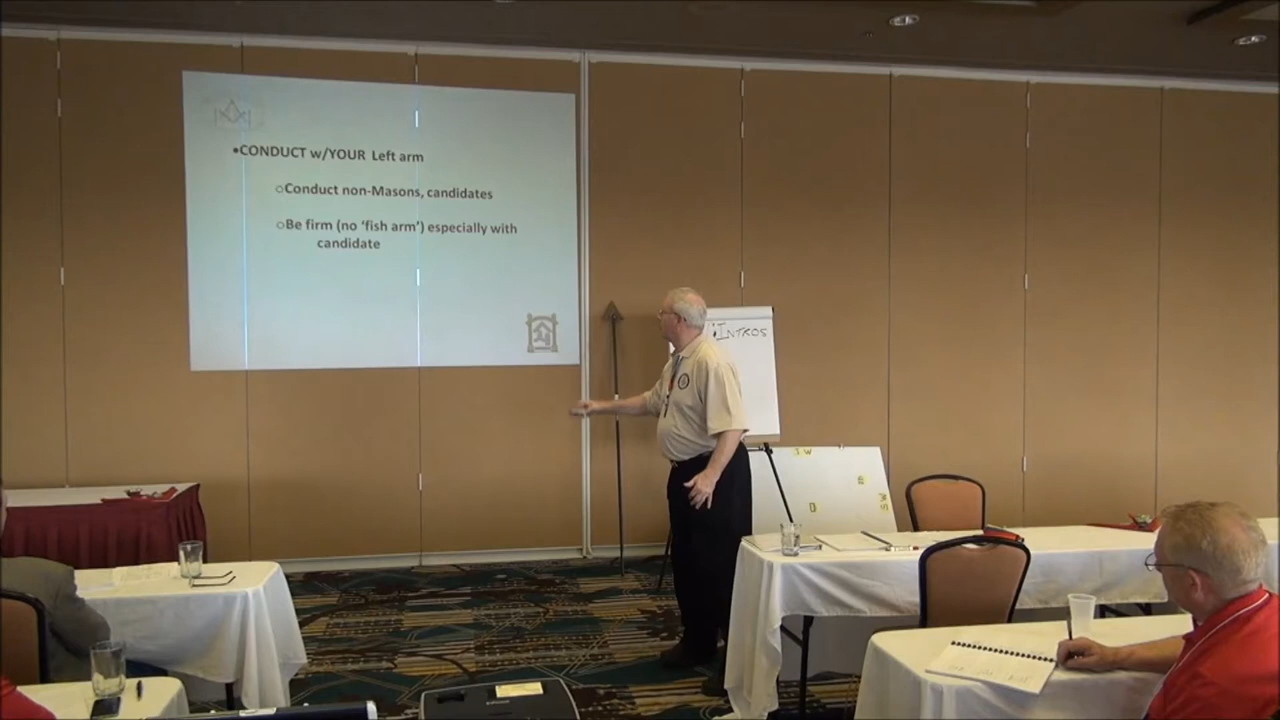 •CONDUCT w/YOUR Left arm
○Conduct non-Masons, candidates
○Be firm (no ‘fish arm’) especially with
candidate
INTROS
J W
D
S W